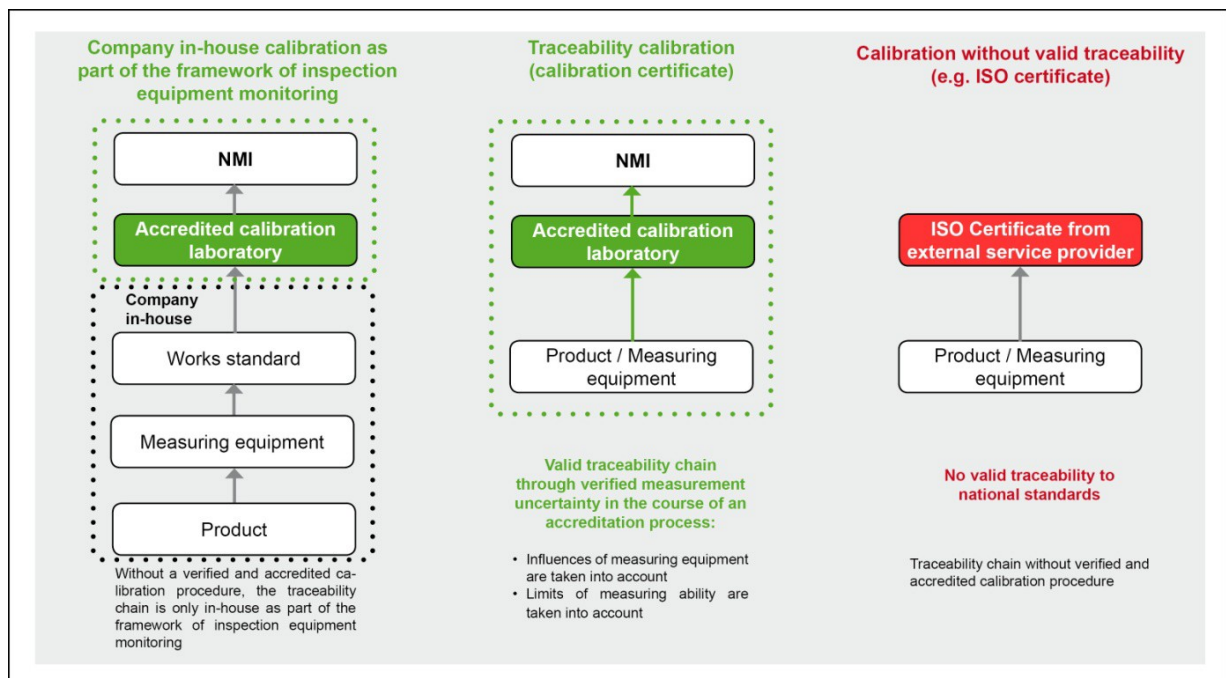 Company in-house calibration as
part of the framework of inspection
equipment monitoring
NMI
Accredited calibration
laboratory
Company
in-house
Works standard
Measuring equipment
Product
Without a verified and accredited ca-
libration procedure, the traceability
chain is only in-house as part of the
framework of inspection equipment
monitoring
Traceability calibration
(calibration certificate)
NMI
Accredited calibration
laboratory
Product / Measuring
equipment
Valid traceability chain
through verified measurement
uncertainty in the course of an
accreditation process:
• Influences of measuring equipment
are taken into account
• Limits of measuring ability are
taken into account
Calibration without valid traceability
(e.g. ISO certificate)
ISO Certificate from
external service provider
Product / Measuring
equipment
No valid traceability to
national standards
Traceability chain without verified and
accredited calibration procedure